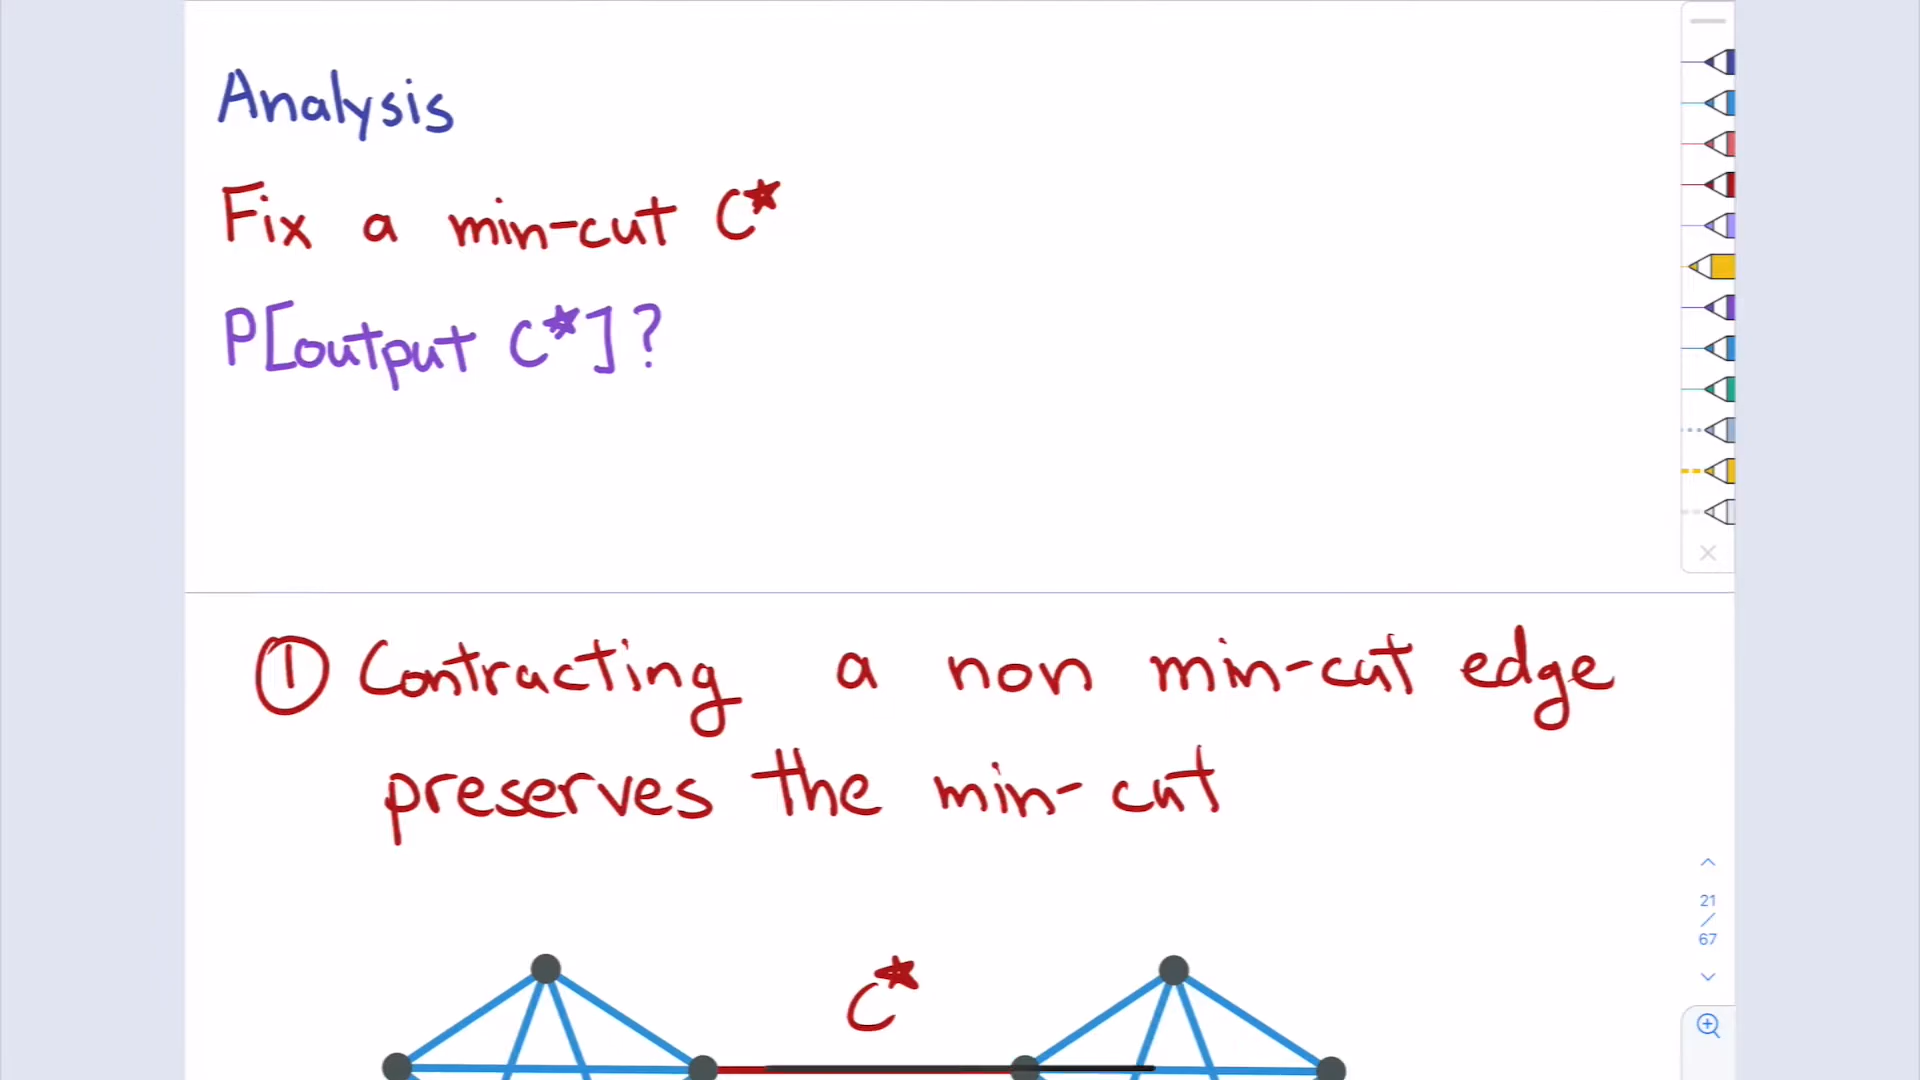 Analysis
Fix a min-cut C*
P[output C*]?
① Contracting a non min-cut edge
preserves the min-cut
C*
21
/
67